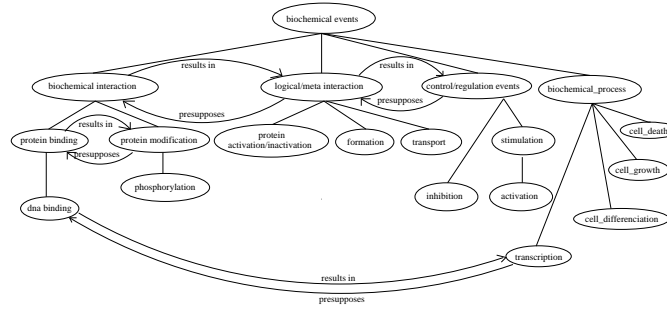 biochemical events
results in
results in
biochemical interaction
logical/meta interaction
control/regulation events
biochemical_process
presupposes
presupposes
results in
protein binding
protein modification
presupposes
protein
activation/inactivation
formation
transport
stimulation
cell_death
cell_growth
phosphorylation
inhibition
activation
dna binding
cell_differenciation
transcription
results in
presupposes